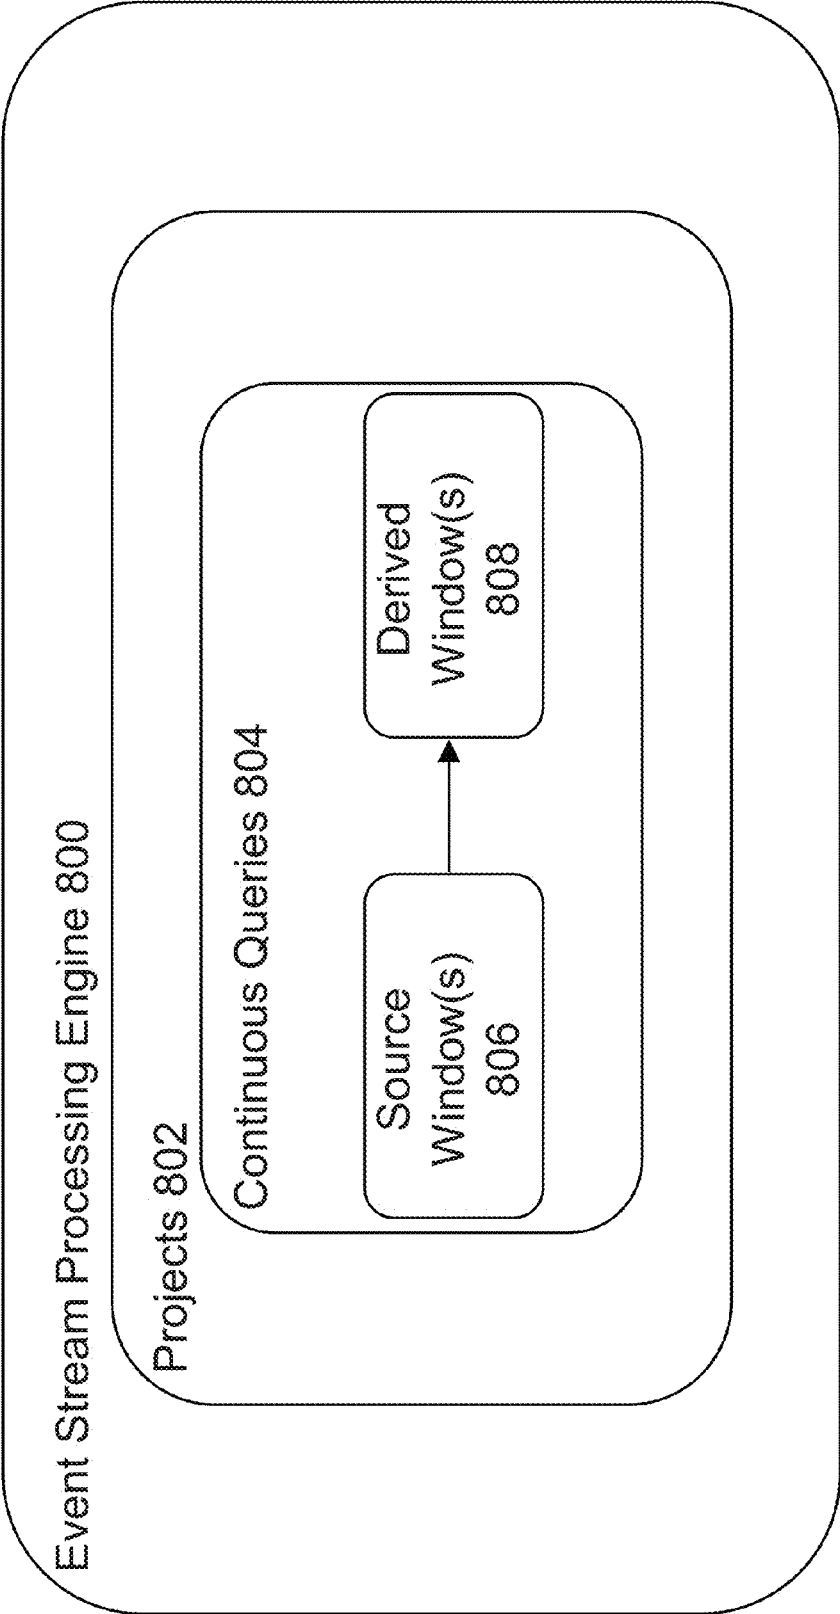 Event Stream Processing Engine 800
Projects 802
Continuous Queries 804
Source
Window(s)
806
Derived
Window(s)
808